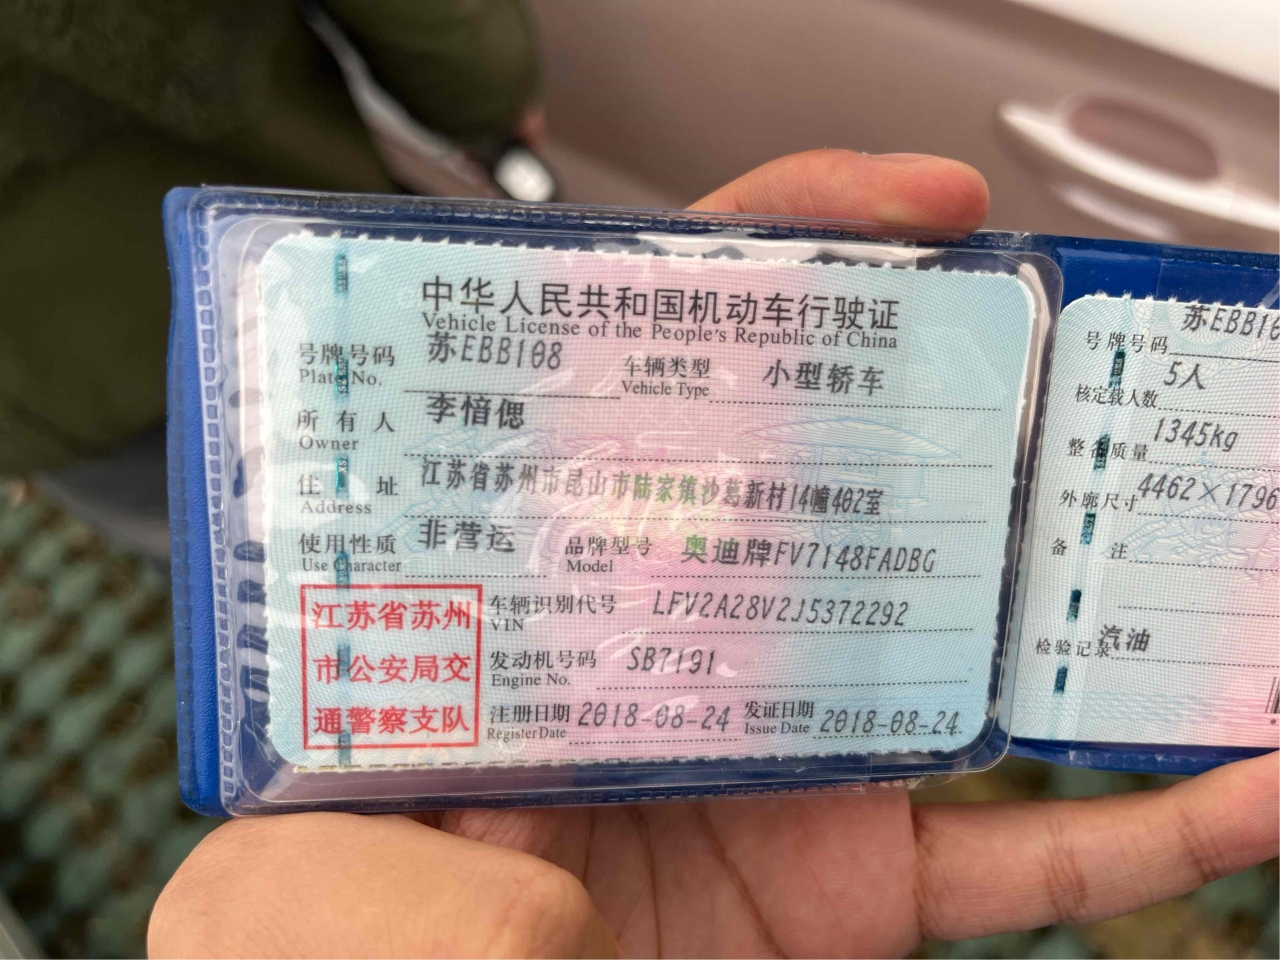 中华人民共和国机动车行驶证
Vehicle License of the People's Republic of China
号牌号码 苏EBB108 车辆类型 小型轿车
Plate No. Vehicle Type
所有人 李愔偲
Owner
住址 江苏省苏州市昆山市陆家镇沙葛新村14幢402室
Address
使用性质 非营运 品牌型号 奥迪牌FV7148FADBG
Use Character Model
江苏省苏州
市公安局交
通警察支队
车辆识别代号 LFV2A28V2J5372292
VIN
发动机号码 SB7191
Engine No.
注册日期 2018-08-24 发证日期 2018-08-24
Register Date Issue Date
号牌号码 苏EBB10
核定载人数 5人
整备质量 1345kg
外廓尺寸 4462×1796
备注
检验记录 汽油